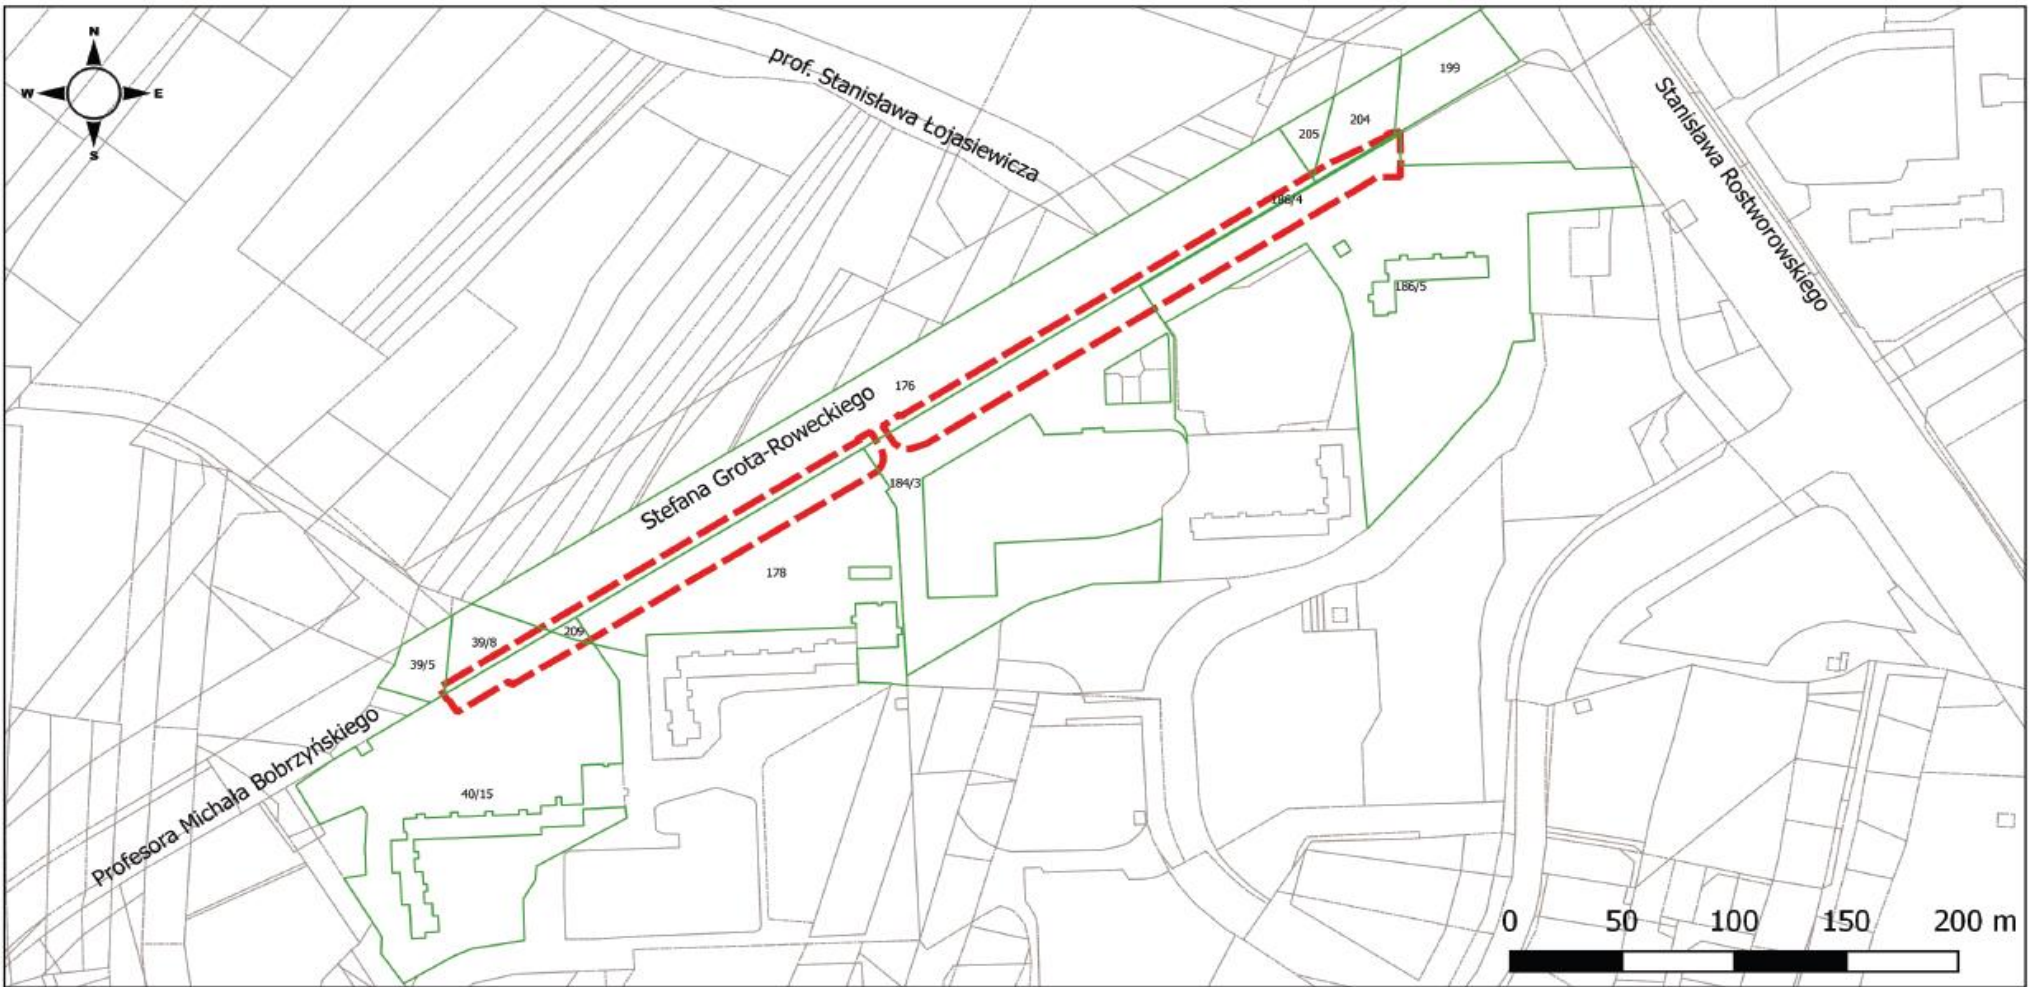 N
W E
S
prof. Stanisława Łojasiewicza
Stanisława Rostworowskiego
199
204
205
186/4
186/5
176
Stefana Grota-Roweckiego
184/3
178
209
39/8
39/5
Profesora Michała Bobrzyńskiego
40/15
0 50 100 150 200 m